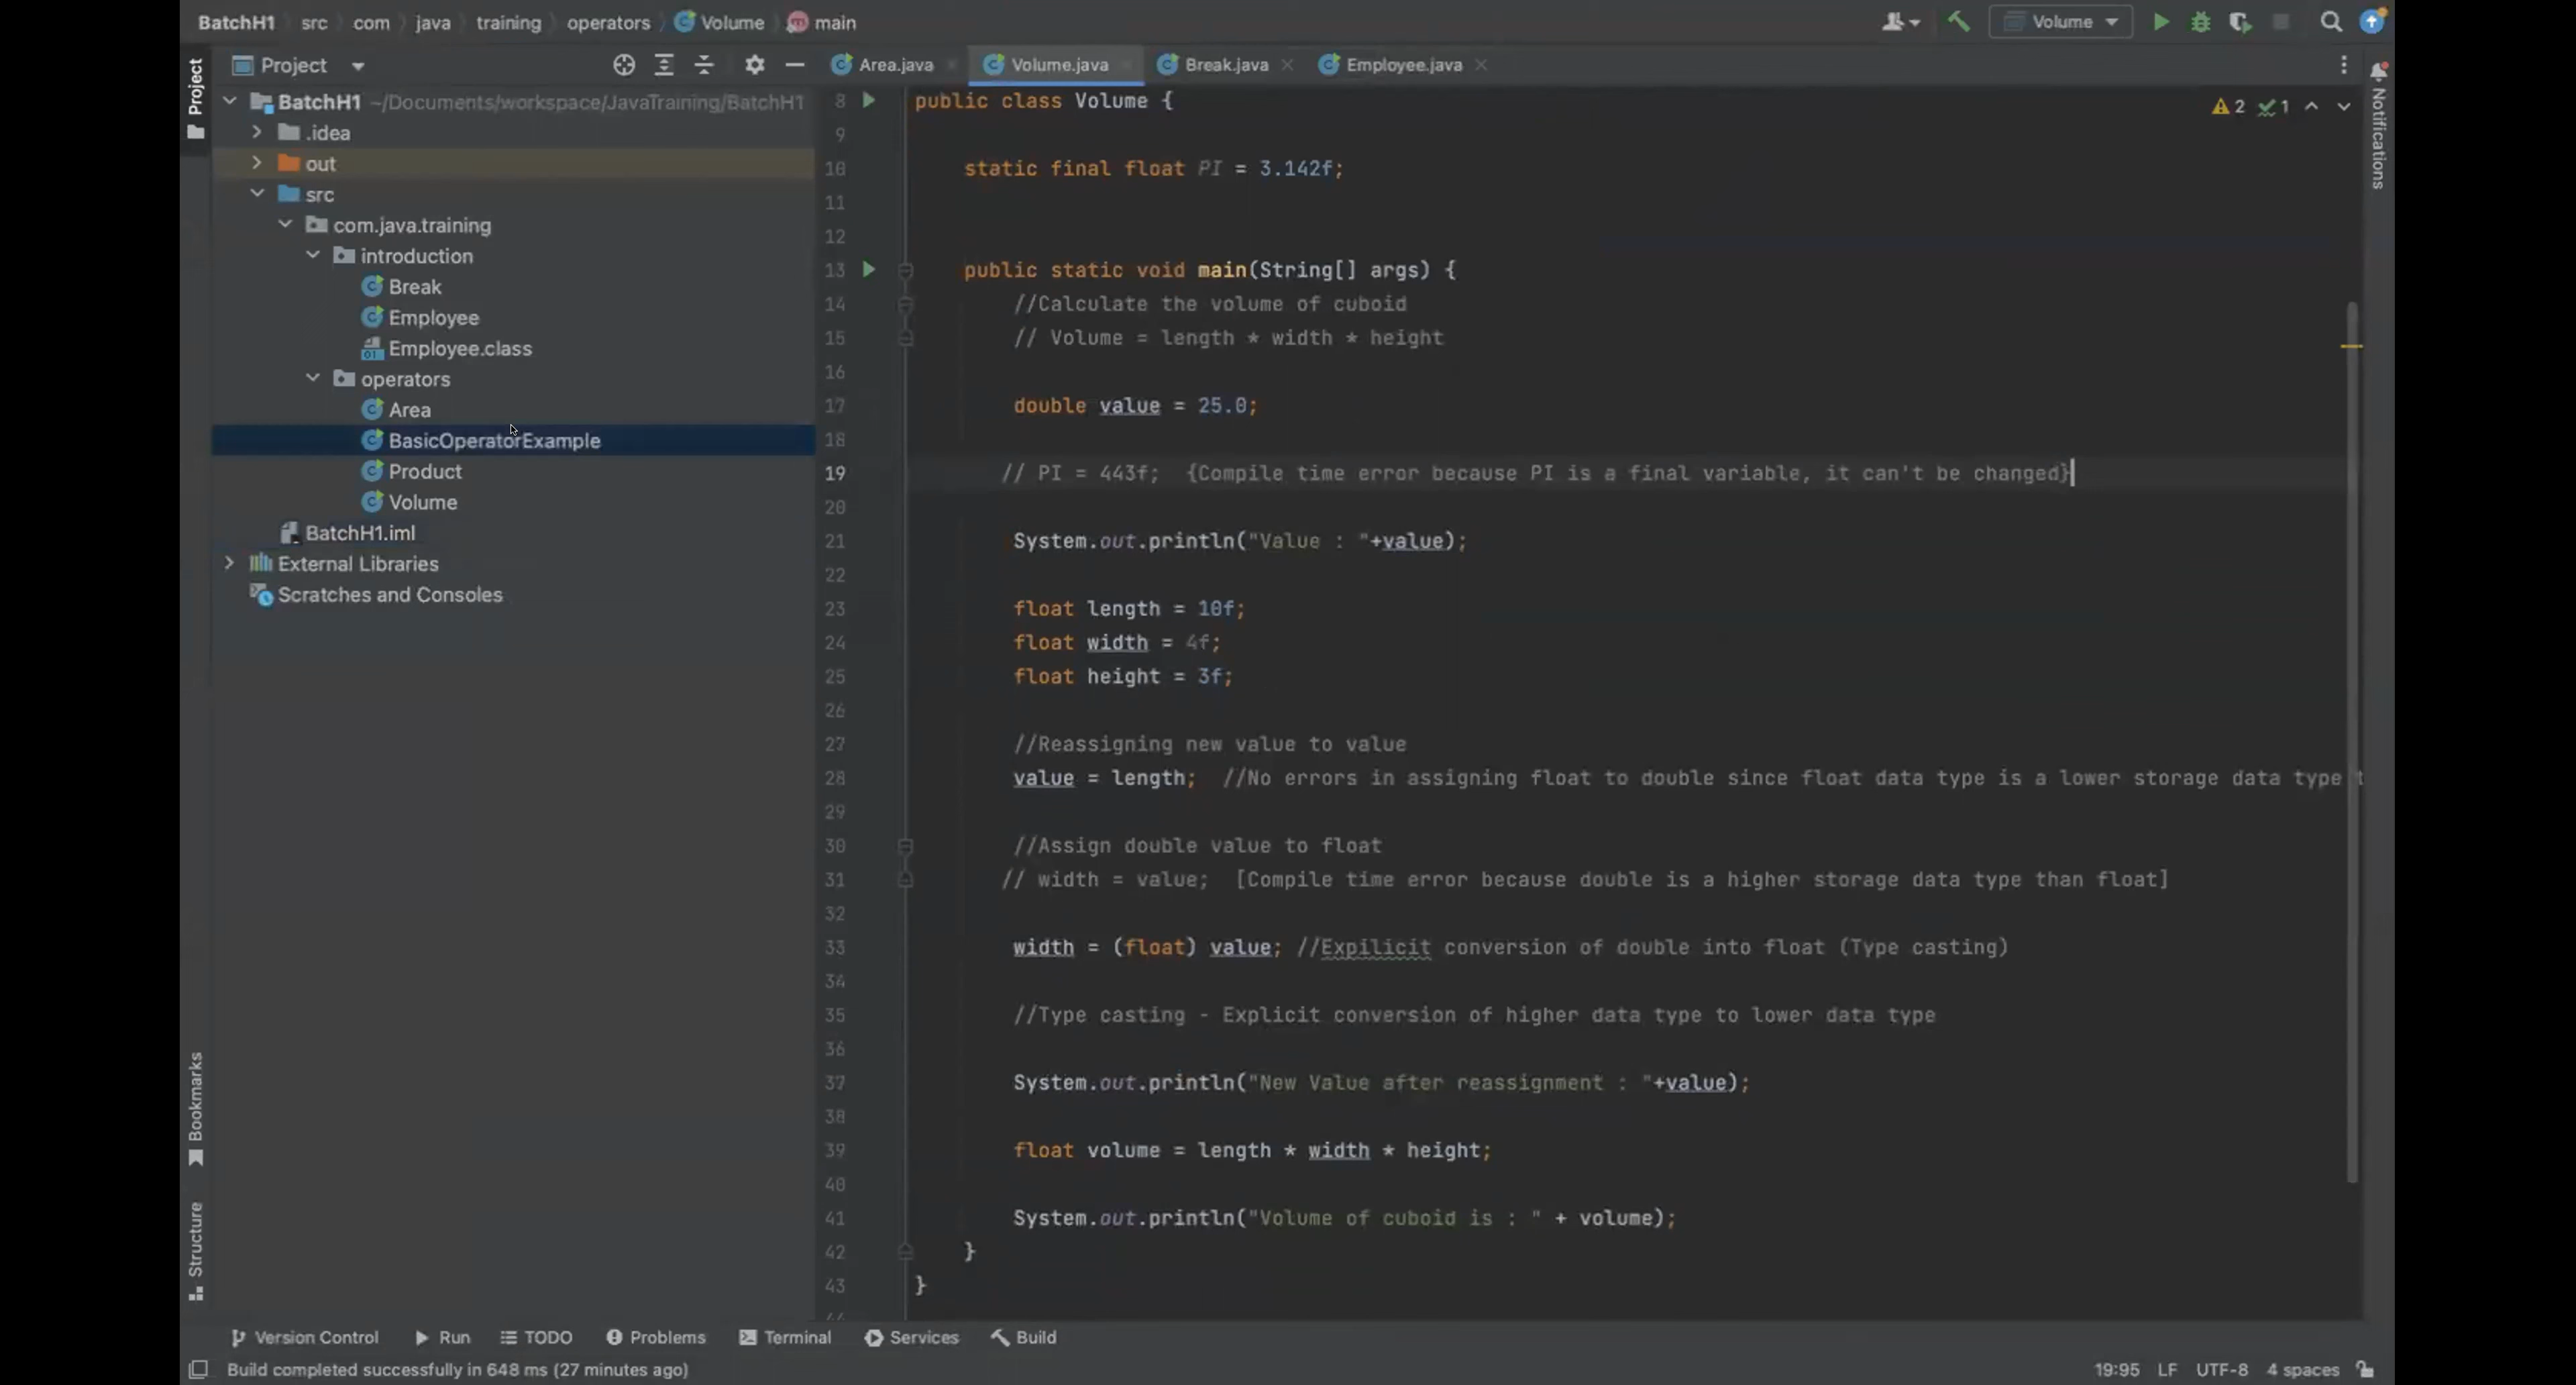 BatchH1 src com java training operators Volume main
Volume
Project
Area.java Volume.java Break.java Employee.java
Project
BatchH1 ~/Documents/workspace/JavaTraining/BatchH1
.idea
out
src
com.java.training
introduction
Break
Employee
Employee.class
operators
Area
BasicOperatorExample
Product
Volume
BatchH1.iml
External Libraries
Scratches and Consoles
Bookmarks
Structure
2 1
Notifications
8 public class Volume {
9
10 static final float PI = 3.142f;
11
12
13 public static void main(String[] args) {
14 //Calculate the volume of cuboid
15 // Volume = length * width * height
16
17 double value = 25.0;
18
19 // PI = 443f; {Compile time error because PI is a final variable, it can't be changed}
20
21 System.out.println("Value : "+value);
22
23 float length = 10f;
24 float width = 4f;
25 float height = 3f;
26
27 //Reassigning new value to value
28 value = length; //No errors in assigning float to double since float data type is a lower storage data type t
29
30 //Assign double value to float
31 // width = value; [Compile time error because double is a higher storage data type than float]
32
33 width = (float) value; //Expilicit conversion of double into float (Type casting)
34
35 //Type casting - Explicit conversion of higher data type to lower data type
36
37 System.out.println("New Value after reassignment : "+value);
38
39 float volume = length * width * height;
40
41 System.out.println("Volume of cuboid is : " + volume);
42 }
43 }
Version Control Run TODO Problems Terminal Services Build
Build completed successfully in 648 ms (27 minutes ago) 19:95 LF UTF-8 4 spaces